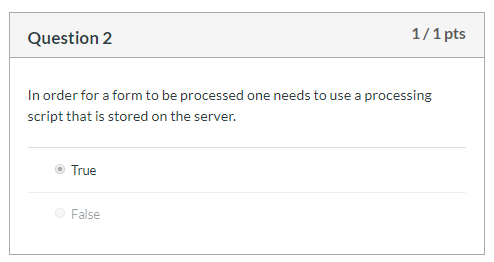 Question 2
1 / 1 pts
In order for a form to be processed one needs to use a processing
script that is stored on the server.
True
False